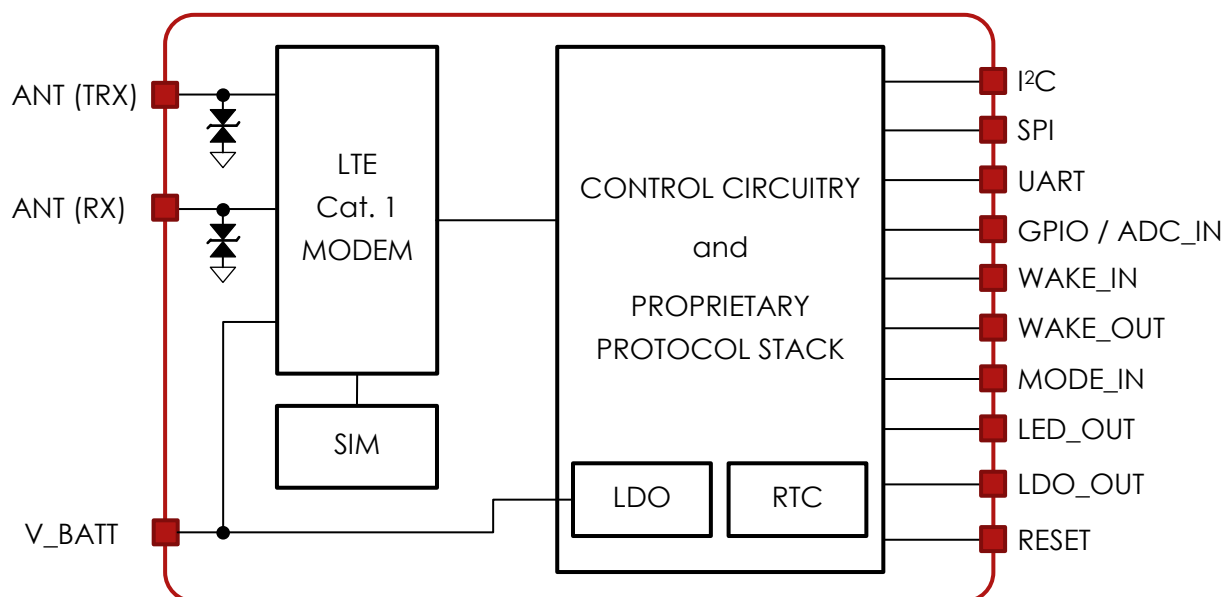 ANT (TRX)
ANT (RX)
V_BATT
LTE
Cat. 1
MODEM
SIM
CONTROL CIRCUITRY
and
PROPRIETARY
PROTOCOL STACK
LDO
RTC
I²C
SPI
UART
GPIO / ADC_IN
WAKE_IN
WAKE_OUT
MODE_IN
LED_OUT
LDO_OUT
RESET